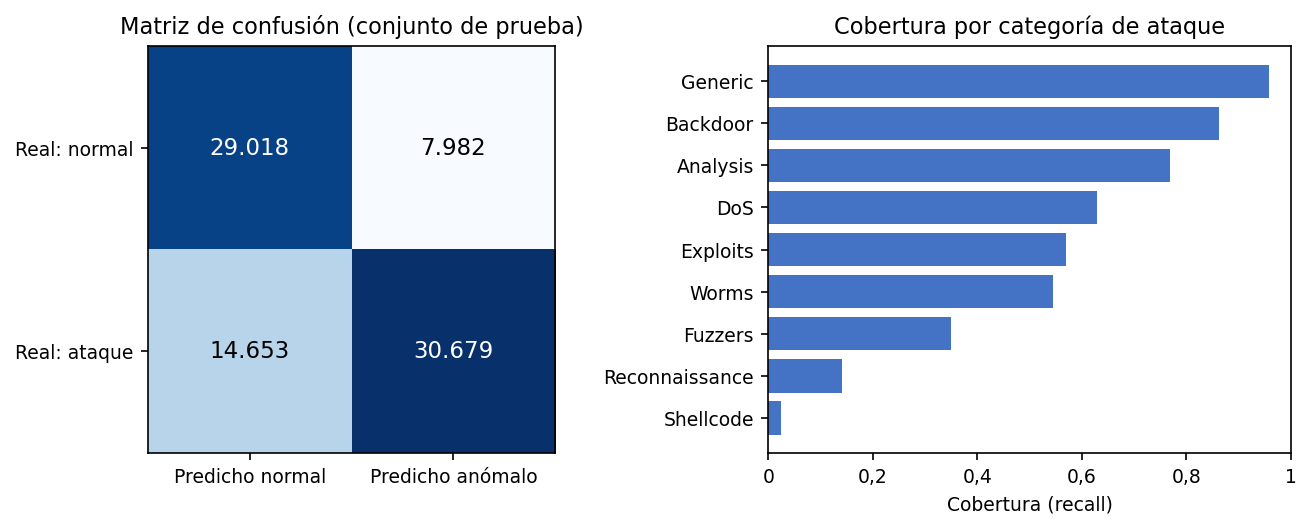 Matriz de confusión (conjunto de prueba)
Real: normal
29.018
7.982
Real: ataque
14.653
30.679
Predicho normal
Predicho anómalo
Cobertura por categoría de ataque
Generic
Backdoor
Analysis
DoS
Exploits
Worms
Fuzzers
Reconnaissance
Shellcode
0
0,2
0,4
0,6
0,8
1
Cobertura (recall)